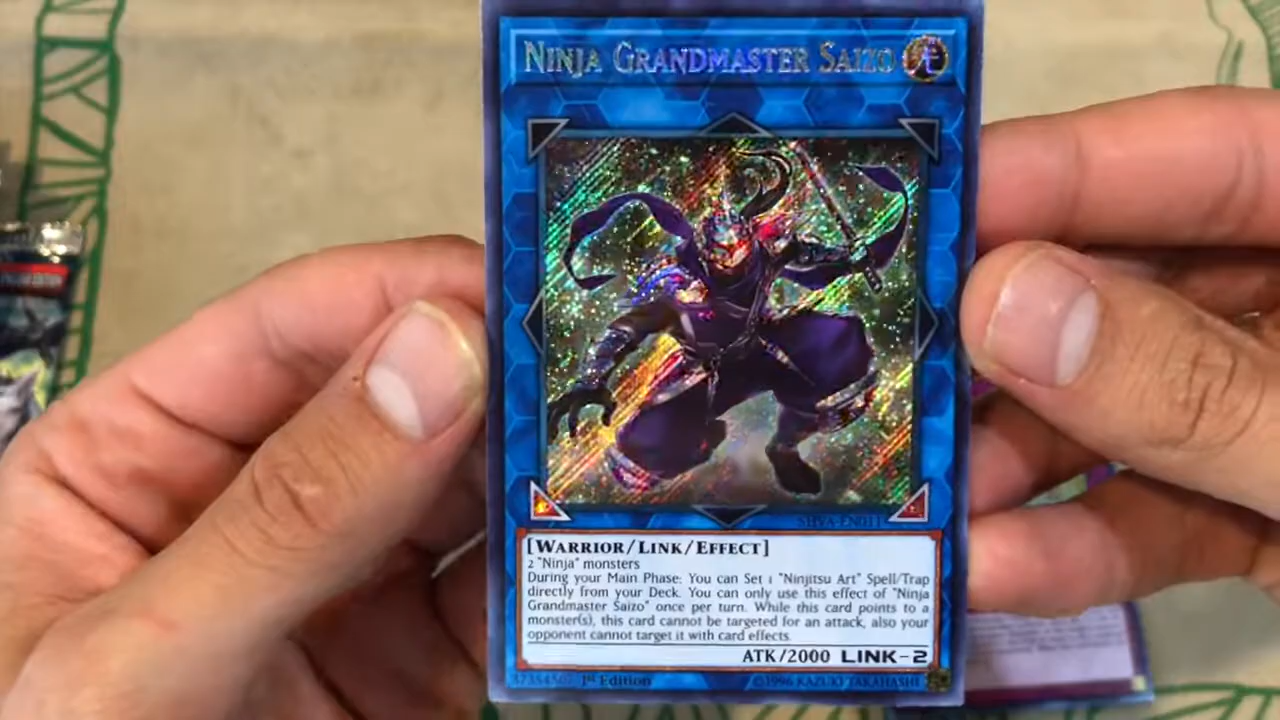 NINJA GRANDMASTER SAIZO
SHVA-EN011
[WARRIOR/LINK/EFFECT]
2 "Ninja" monsters
During your Main Phase: You can Set 1 "Ninjitsu Art" Spell/Trap
directly from your Deck. You can only use this effect of "Ninja
Grandmaster Saizo" once per turn. While this card points to a
monster(s), this card cannot be targeted for an attack, also your
opponent cannot target it with card effects.
ATK/2000 LINK-2
1st Edition ©1996 KAZUKI TAKAHASHI